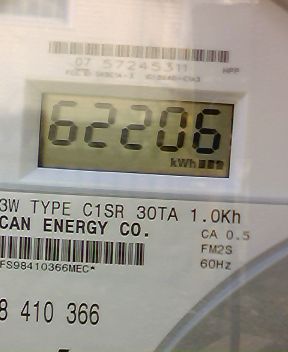 07 57245311
62206
kWh
3W TYPE C1SR 30TA 1.0Kh
CAN ENERGY CO.
CA 0.5
FM2S
FS98410366MEC*
60Hz
8 410 366